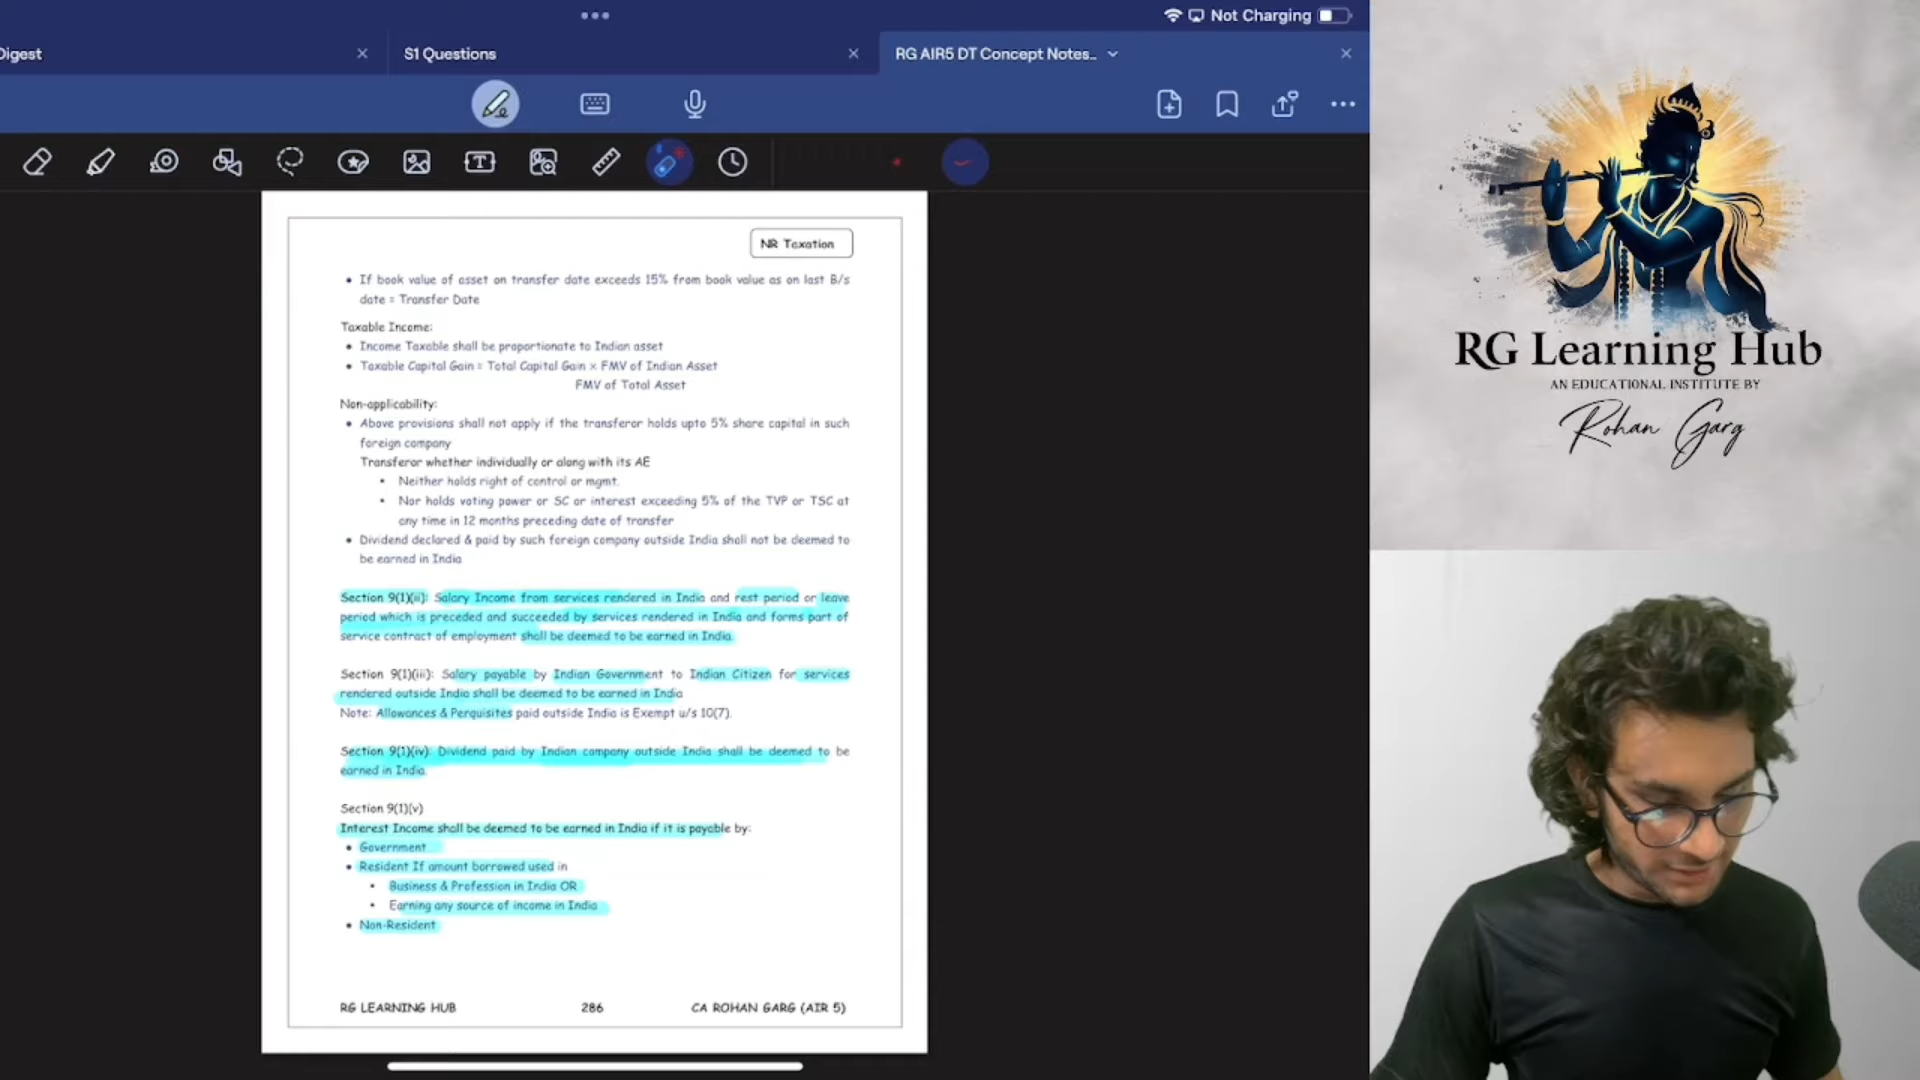 Not Charging
Digest
S1 Questions
RG AIR5 DT Concept Notes..
NR Taxation
• If book value of asset on transfer date exceeds 15% from book value as on last B/s
date = Transfer Date
Taxable Income:
• Income Taxable shall be proportionate to Indian asset
• Taxable Capital Gain = Total Capital Gain × FMV of Indian Asset
FMV of Total Asset
Non-applicability:
• Above provisions shall not apply if the transferor holds upto 5% share capital in such
foreign company
Transferor whether individually or along with its AE
• Neither holds right of control or mgmt.
• Nor holds voting power or SC or interest exceeding 5% of the TVP or TSC at
any time in 12 months preceding date of transfer
• Dividend declared & paid by such foreign company outside India shall not be deemed to
be earned in India
Section 9(1)(ii): Salary Income from services rendered in India and rest period or leave
period which is preceded and succeeded by services rendered in India and forms part of
service contract of employment shall be deemed to be earned in India.
Section 9(1)(iii): Salary payable by Indian Government to Indian Citizen for services
rendered outside India shall be deemed to be earned in India
Note: Allowances & Perquisites paid outside India is Exempt u/s 10(7).
Section 9(1)(iv): Dividend paid by Indian company outside India shall be deemed to be
earned in India.
Section 9(1)(v)
Interest Income shall be deemed to be earned in India if it is payable by:
• Government
• Resident If amount borrowed used in
• Business & Profession in India OR
• Earning any source of income in India
• Non-Resident
RG LEARNING HUB 286 CA ROHAN GARG (AIR 5)
RG Learning Hub
AN EDUCATIONAL INSTITUTE BY
Rohan Garg